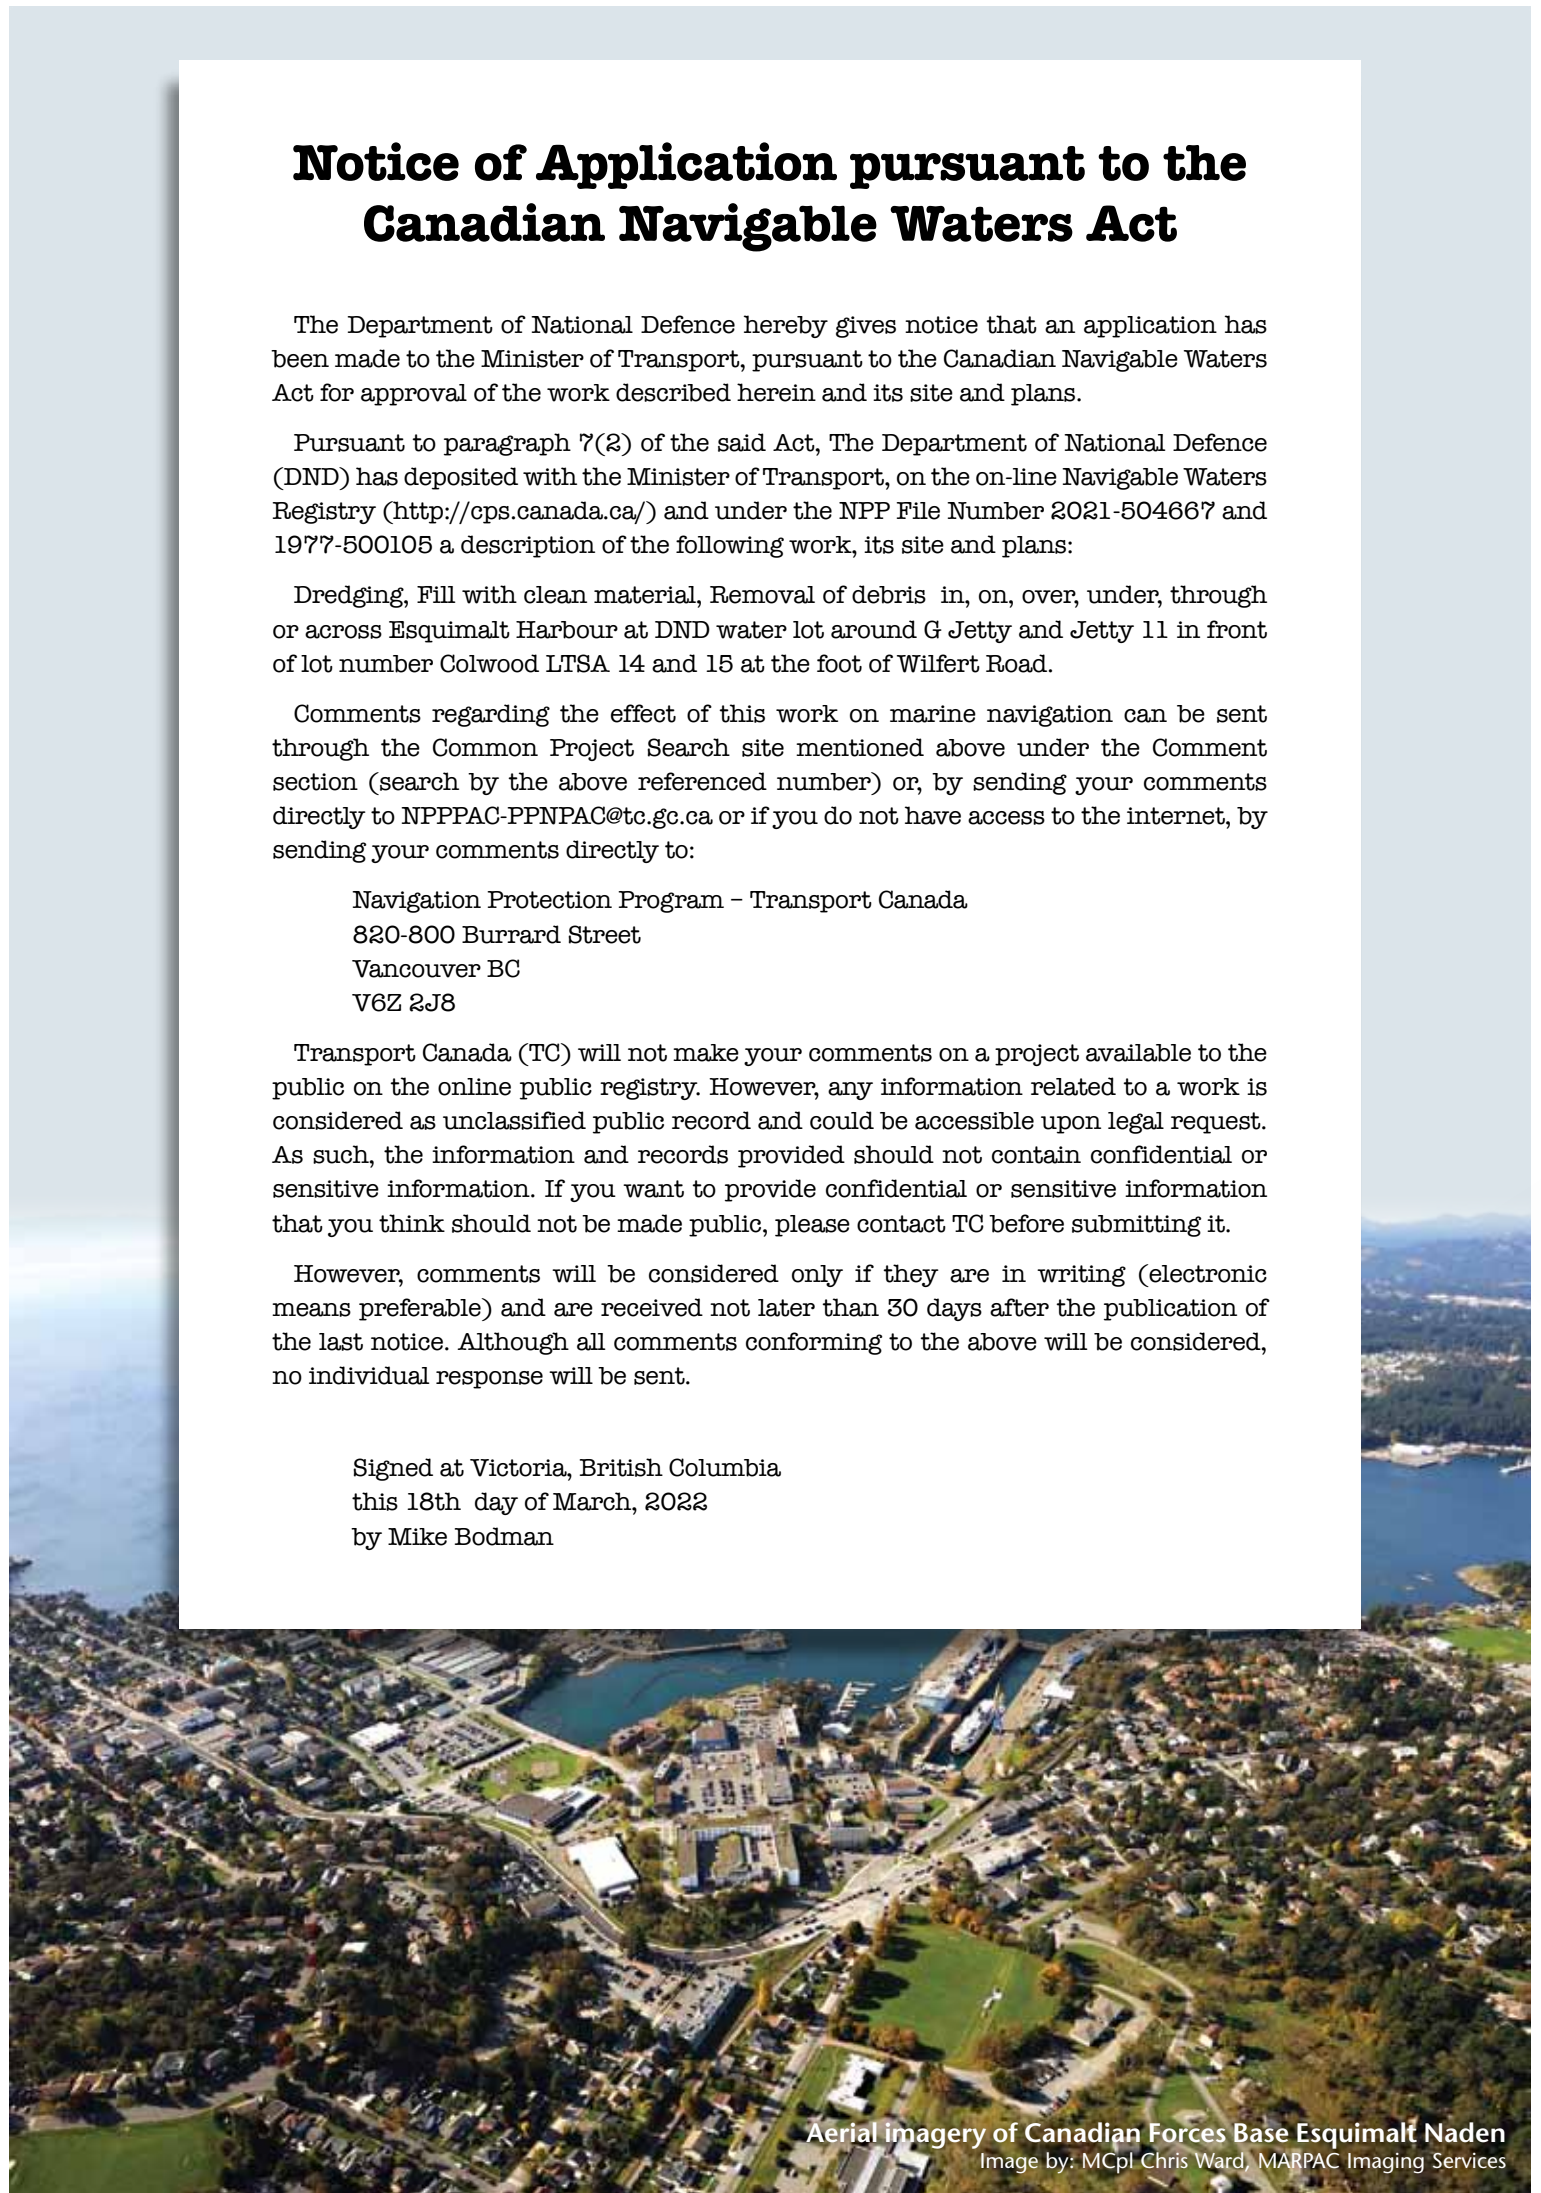 Notice of Application pursuant to the
Canadian Navigable Waters Act
The Department of National Defence hereby gives notice that an application has
been made to the Minister of Transport, pursuant to the Canadian Navigable Waters
Act for approval of the work described herein and its site and plans.
Pursuant to paragraph 7(2) of the said Act, The Department of National Defence
(DND) has deposited with the Minister of Transport, on the on-line Navigable Waters
Registry (http://cps.canada.ca/) and under the NPP File Number 2021-504667 and
1977-500105 a description of the following work, its site and plans:
Dredging, Fill with clean material, Removal of debris in, on, over, under, through
or across Esquimalt Harbour at DND water lot around G Jetty and Jetty 11 in front
of lot number Colwood LTSA 14 and 15 at the foot of Wilfert Road.
Comments regarding the effect of this work on marine navigation can be sent
through the Common Project Search site mentioned above under the Comment
section (search by the above referenced number) or, by sending your comments
directly to NPPPAC-PPNPAC@tc.gc.ca or if you do not have access to the internet, by
sending your comments directly to:
Navigation Protection Program – Transport Canada
820-800 Burrard Street
Vancouver BC
V6Z 2J8
Transport Canada (TC) will not make your comments on a project available to the
public on the online public registry. However, any information related to a work is
considered as unclassified public record and could be accessible upon legal request.
As such, the information and records provided should not contain confidential or
sensitive information. If you want to provide confidential or sensitive information
that you think should not be made public, please contact TC before submitting it.
However, comments will be considered only if they are in writing (electronic
means preferable) and are received not later than 30 days after the publication of
the last notice. Although all comments conforming to the above will be considered,
no individual response will be sent.
Signed at Victoria, British Columbia
this 18th day of March, 2022
by Mike Bodman
Aerial imagery of Canadian Forces Base Esquimalt Naden
Image by: MCpl Chris Ward, MARPAC Imaging Services